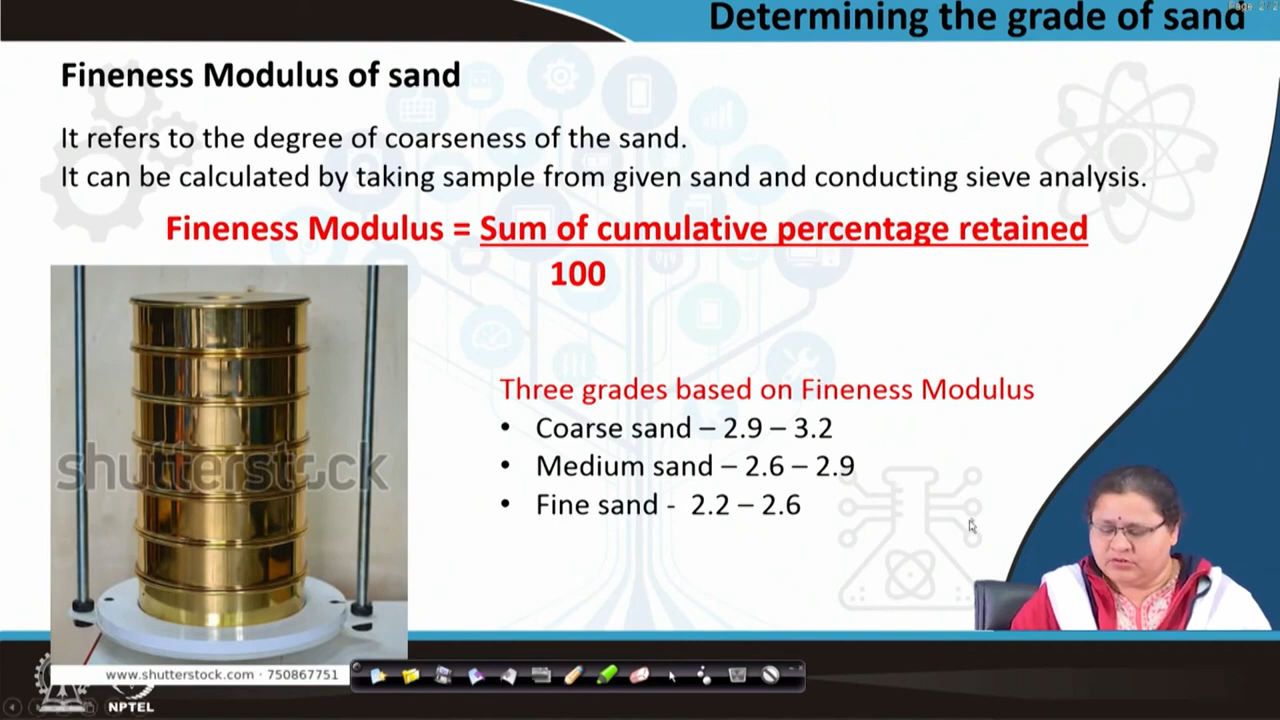 Page 2/2
Determining the grade of sand
Fineness Modulus of sand
It refers to the degree of coarseness of the sand.
It can be calculated by taking sample from given sand and conducting sieve analysis.
Fineness Modulus = Sum of cumulative percentage retained
100
Three grades based on Fineness Modulus
• Coarse sand – 2.9 – 3.2
• Medium sand – 2.6 – 2.9
• Fine sand - 2.2 – 2.6
shutterstock
www.shutterstock.com · 750867751
NPTEL